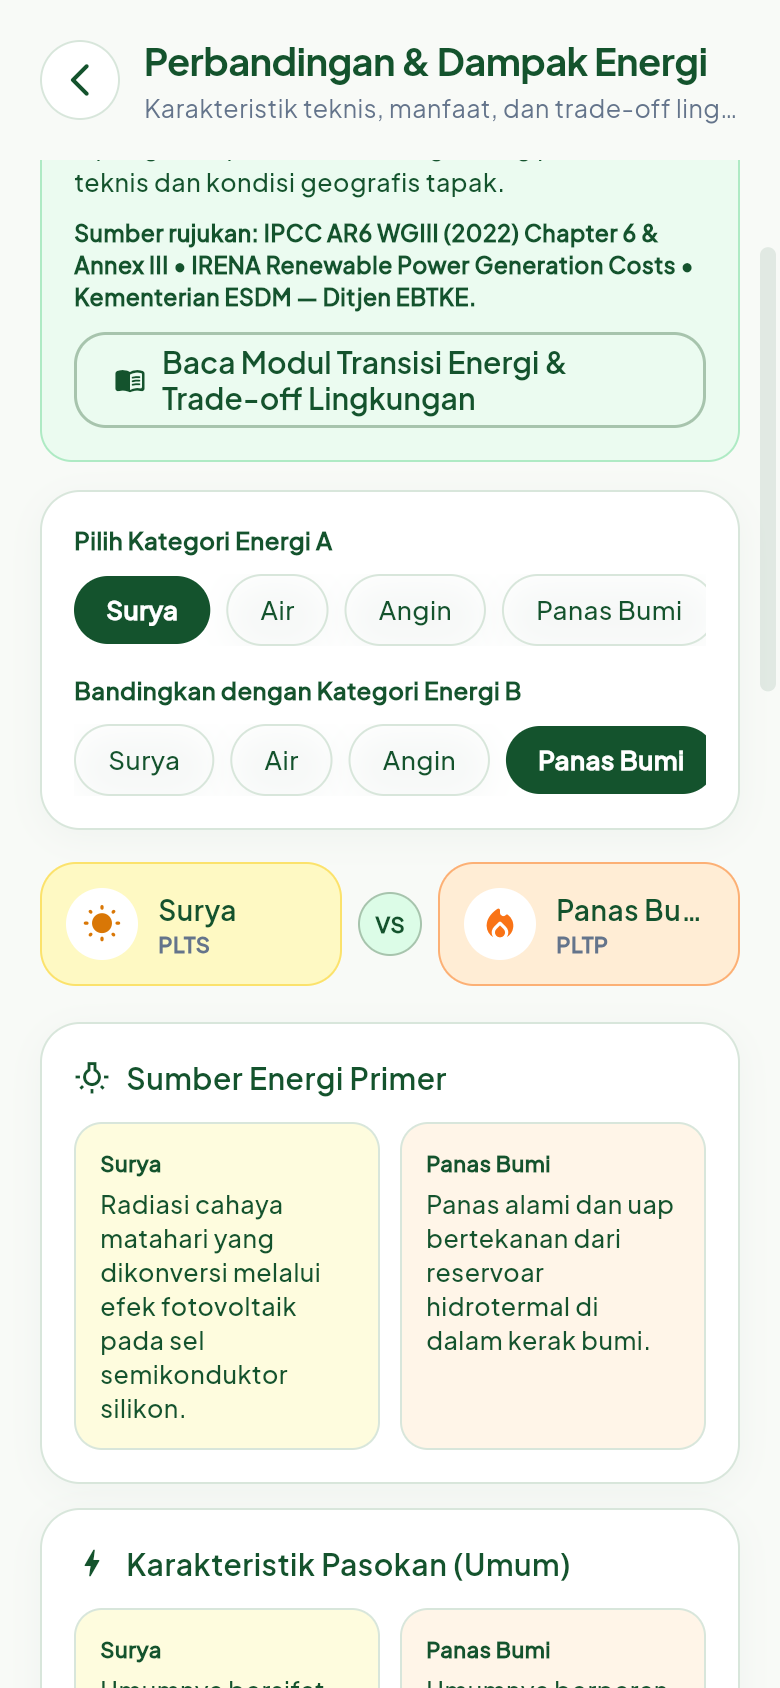 Perbandingan & Dampak Energi
Karakteristik teknis, manfaat, dan trade-off ling...
teknis dan kondisi geografis tapak.
Sumber rujukan: IPCC AR6 WGIII (2022) Chapter 6 &
Annex III • IRENA Renewable Power Generation Costs •
Kementerian ESDM — Ditjen EBTKE.
Baca Modul Transisi Energi &
Trade-off Lingkungan
Pilih Kategori Energi A
Surya Air Angin Panas Bumi
Bandingkan dengan Kategori Energi B
Surya Air Angin Panas Bumi
Surya
PLTS
VS
Panas Bu...
PLTP
Sumber Energi Primer
Surya
Radiasi cahaya
matahari yang
dikonversi melalui
efek fotovoltaik
pada sel
semikonduktor
silikon.
Panas Bumi
Panas alami dan uap
bertekanan dari
reservoar
hidrotermal di
dalam kerak bumi.
Karakteristik Pasokan (Umum)
Surya
Panas Bumi